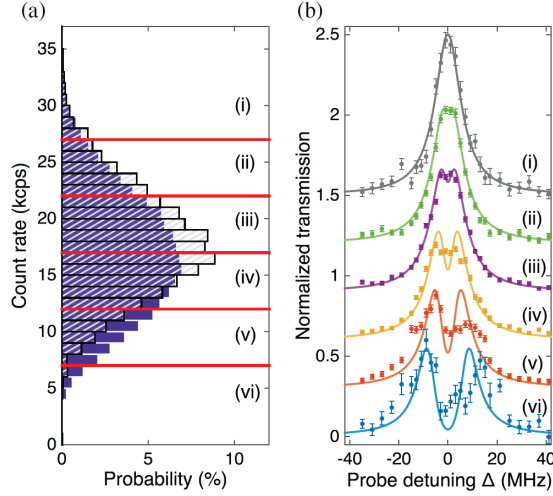 (a)
(b)
Count rate (kcps)
35
30
25
20
15
10
5
0
(i)
(ii)
(iii)
(iv)
(v)
(vi)
0
5
10
Probability (%)
Normalized transmission
2.5
2
1.5
1
0.5
0
(i)
(ii)
(iii)
(iv)
(v)
(vi)
-40
-20
0
20
40
Probe detuning Δ (MHz)